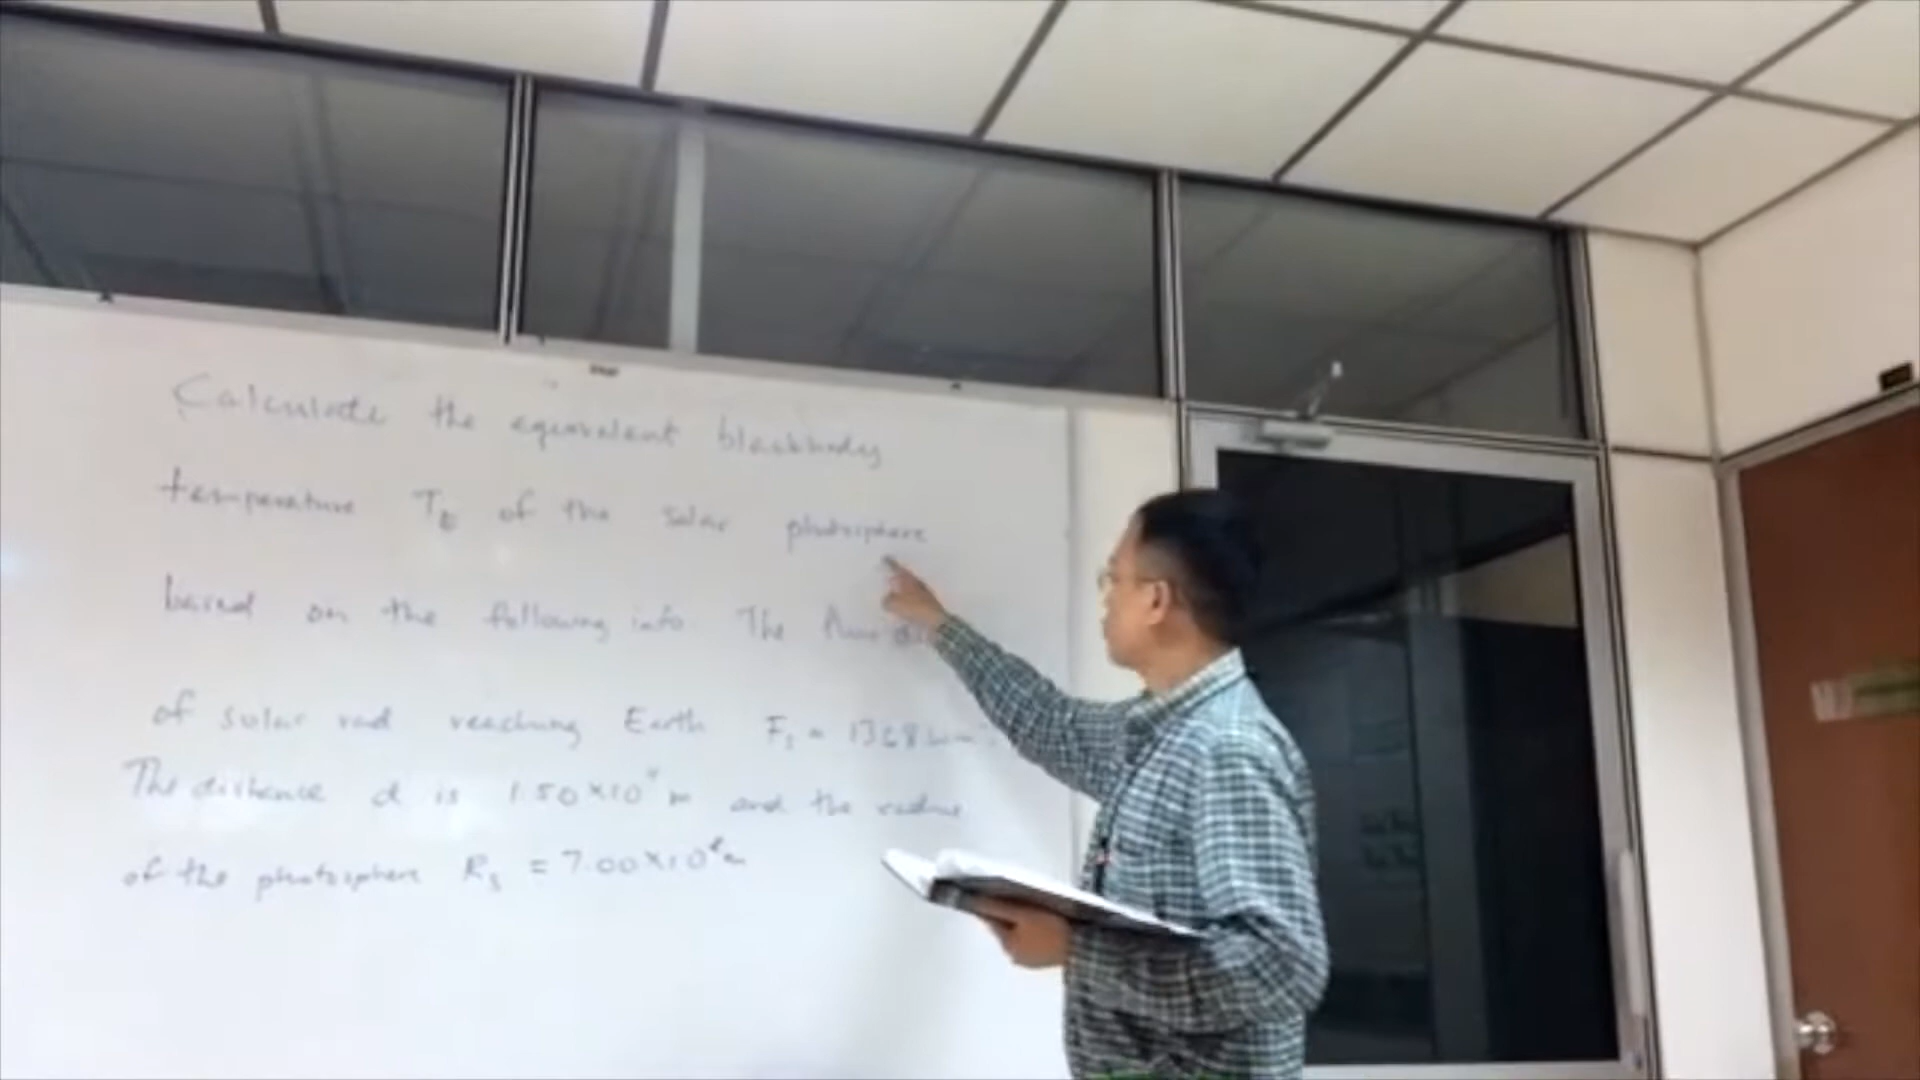 Calculate the equivalent blackbody
temperature T_E of the solar photosphere
based on the following info. The flux
of solar rad reaching Earth F_s = 1368
The distance d is 1.50×10 m and the radius
of the photosphere R_s = 7.00×10⁸ m